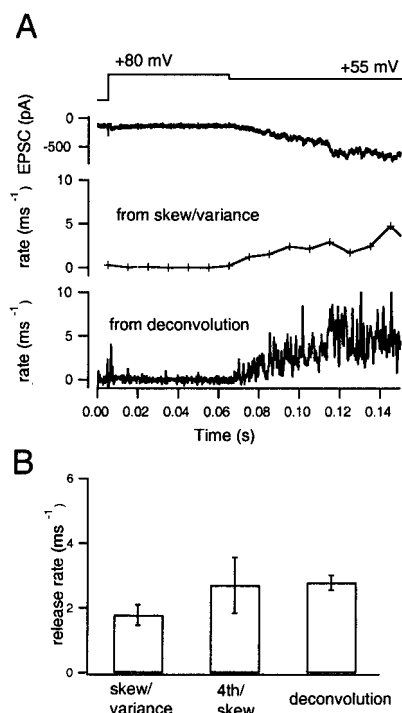 A
+80 mV
+55 mV
EPSC (pA)
0
-500
rate (ms⁻¹)
10
5
0
from skew/variance
rate (ms⁻¹)
10
5
0
from deconvolution
0.00 0.02 0.04 0.06 0.08 0.10 0.12 0.14
Time (s)
B
release rate (ms⁻¹)
6
4
2
0
skew/
variance
4th/
skew
deconvolution